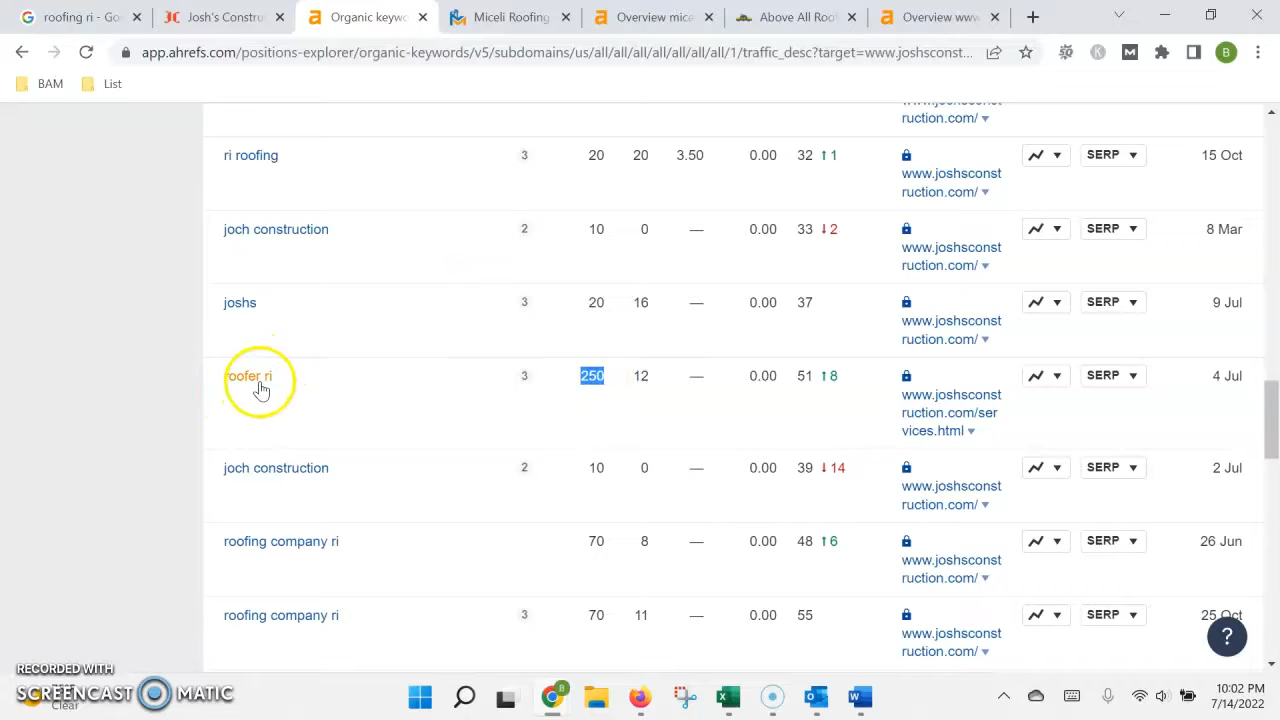 roofing ri - Go
Josh's Constru
Organic keywo
Miceli Roofing
Overview mice
Above All Roo
Overview www
app.ahrefs.com/positions-explorer/organic-keywords/v5/subdomains/us/all/all/all/all/all/all/all/1/traffic_desc?target=www.joshsconst...
BAM
List
ruction.com/
ri roofing 3 20 20 3.50 0.00 32 ↑1 www.joshsconst SERP 15 Oct
ruction.com/
joch construction 2 10 0 — 0.00 33 ↓2 www.joshsconst SERP 8 Mar
ruction.com/
joshs 3 20 16 — 0.00 37 www.joshsconst SERP 9 Jul
ruction.com/
roofer ri 3 250 12 — 0.00 51 ↑8 www.joshsconst SERP 4 Jul
ruction.com/ser
vices.html
joch construction 2 10 0 — 0.00 39 ↓14 www.joshsconst SERP 2 Jul
ruction.com/
roofing company ri 70 8 — 0.00 48 ↑6 www.joshsconst SERP 26 Jun
ruction.com/
roofing company ri 3 70 11 — 0.00 55 www.joshsconst SERP 25 Oct
ruction.com/
?
RECORDED WITH
SCREENCAST MATIC
Clear
10:02 PM
7/14/2022